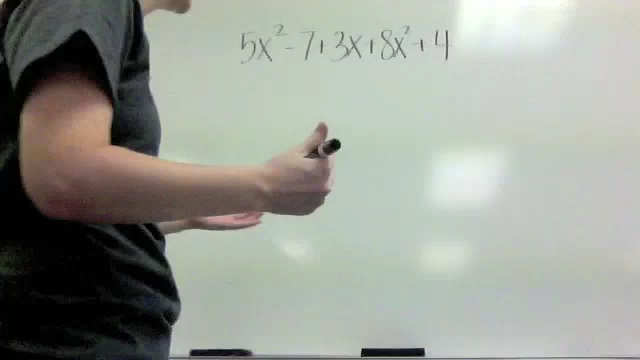 5x² - 7 + 3x + 8x² + 4